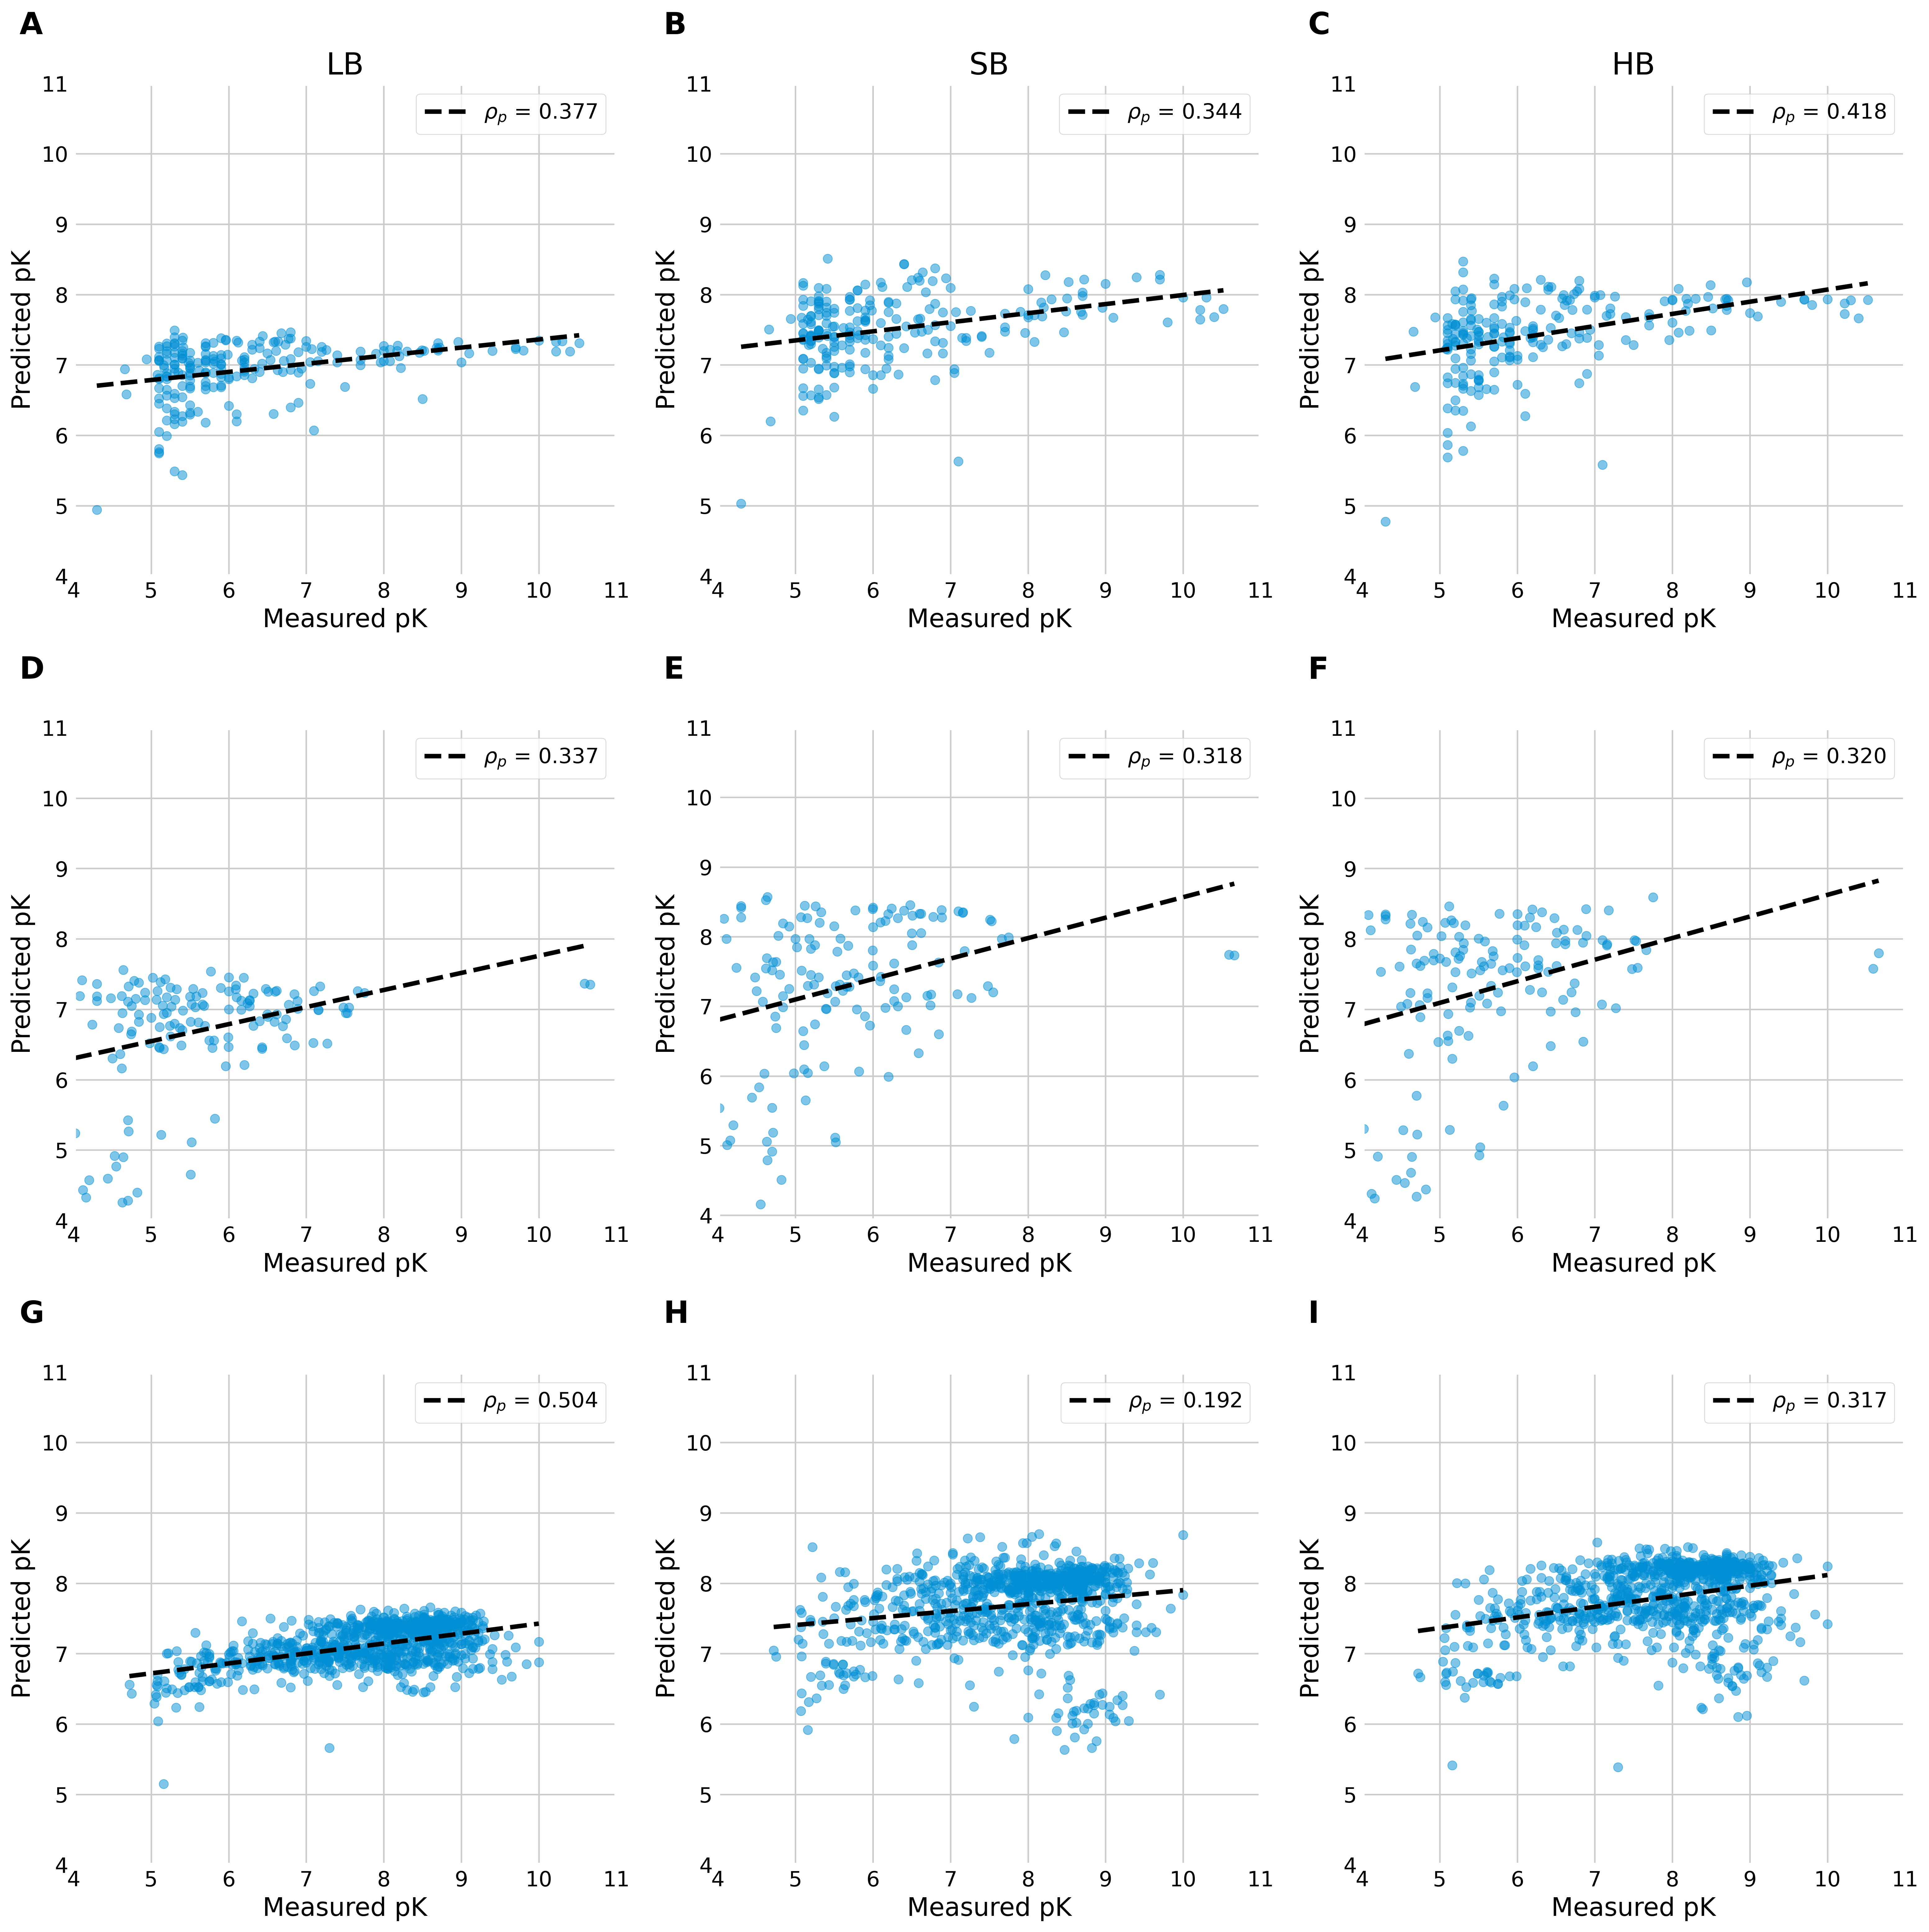 A
B
C
LB
SB
HB
ρp = 0.377
ρp = 0.344
ρp = 0.418
11
10
9
8
7
6
5
4
Predicted pK
4 5 6 7 8 9 10 11
Measured pK
11
10
9
8
7
6
5
4
Predicted pK
4 5 6 7 8 9 10 11
Measured pK
11
10
9
8
7
6
5
4
Predicted pK
4 5 6 7 8 9 10 11
Measured pK
D
E
F
ρp = 0.337
ρp = 0.318
ρp = 0.320
11
10
9
8
7
6
5
4
Predicted pK
4 5 6 7 8 9 10 11
Measured pK
11
10
9
8
7
6
5
4
Predicted pK
4 5 6 7 8 9 10 11
Measured pK
11
10
9
8
7
6
5
4
Predicted pK
4 5 6 7 8 9 10 11
Measured pK
G
H
I
ρp = 0.504
ρp = 0.192
ρp = 0.317
11
10
9
8
7
6
5
4
Predicted pK
4 5 6 7 8 9 10 11
Measured pK
11
10
9
8
7
6
5
4
Predicted pK
4 5 6 7 8 9 10 11
Measured pK
11
10
9
8
7
6
5
4
Predicted pK
4 5 6 7 8 9 10 11
Measured pK